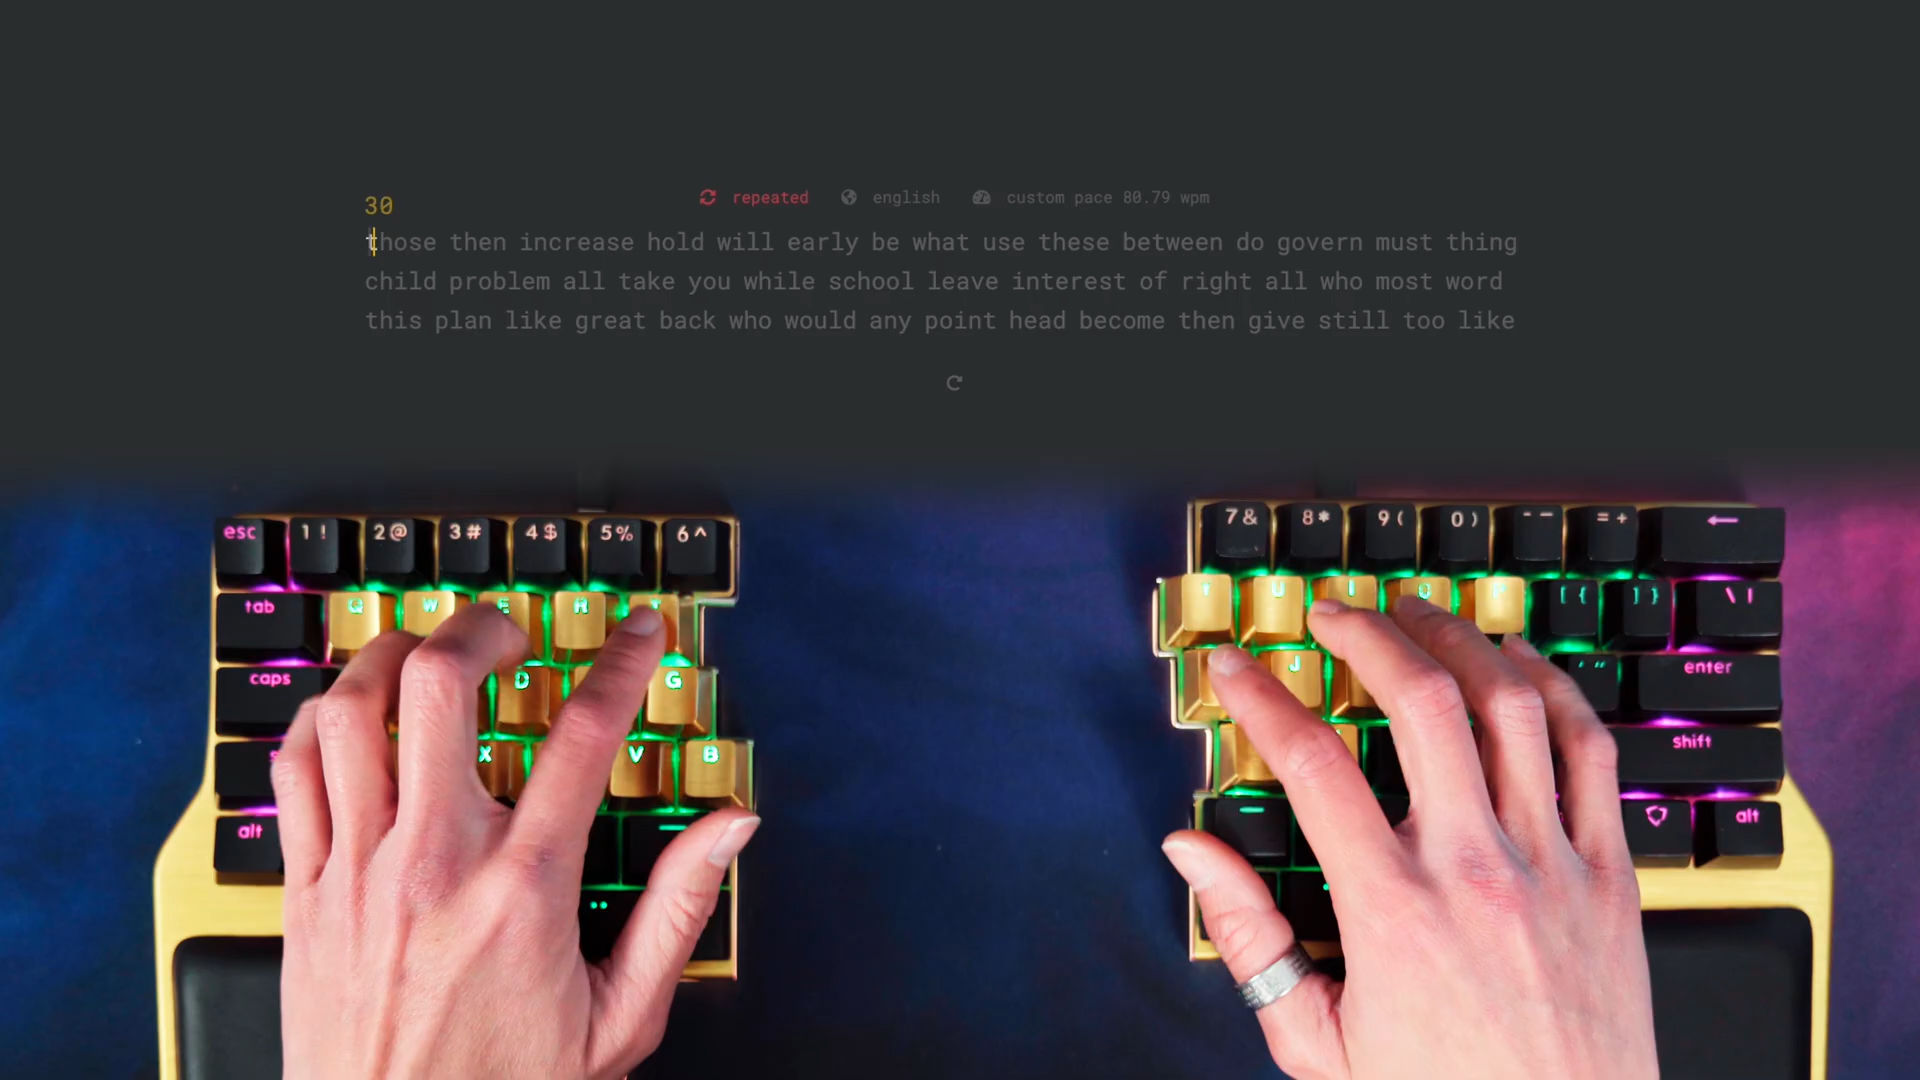 30
repeated english custom pace 80.79 wpm
those then increase hold will early be what use these between do govern must thing
child problem all take you while school leave interest of right all who most word
this plan like great back who would any point head become then give still too like
esc 1 ! 2 @ 3 # 4 $ 5 % 6 ^ 7 & 8 * 9 ( 0 ) - _ = + ←
tab Q W E R T Y U I O P [ { ] } \ |
caps D G J ' " enter
X V B shift
alt alt